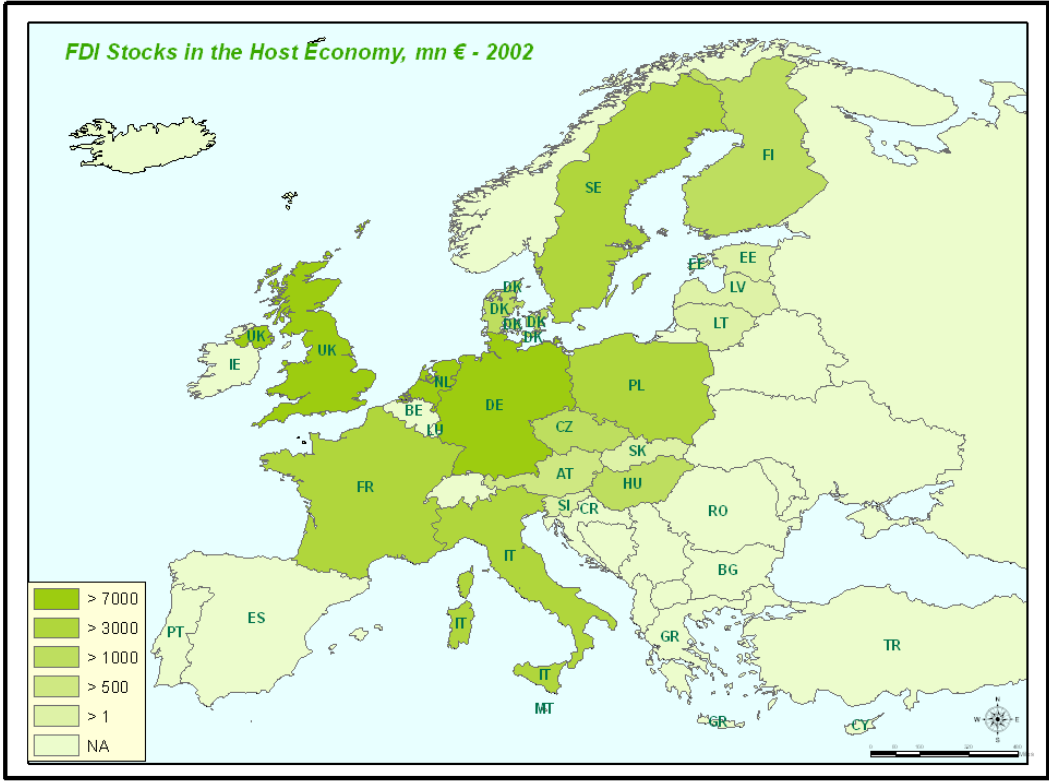 FDI Stocks in the Host Economy, mn € - 2002
FI
SE
EE
EE
LV
LT
DK
DK
DK
DK
DK
UK
UK
IE
NL
BE
LU
DE
PL
CZ
SK
AT
HU
FR
SI
CR
RO
IT
BG
ES
PT
IT
GR
TR
IT
MT
GR
CY
> 7000
> 3000
> 1000
> 500
> 1
NA
N
W
E
S